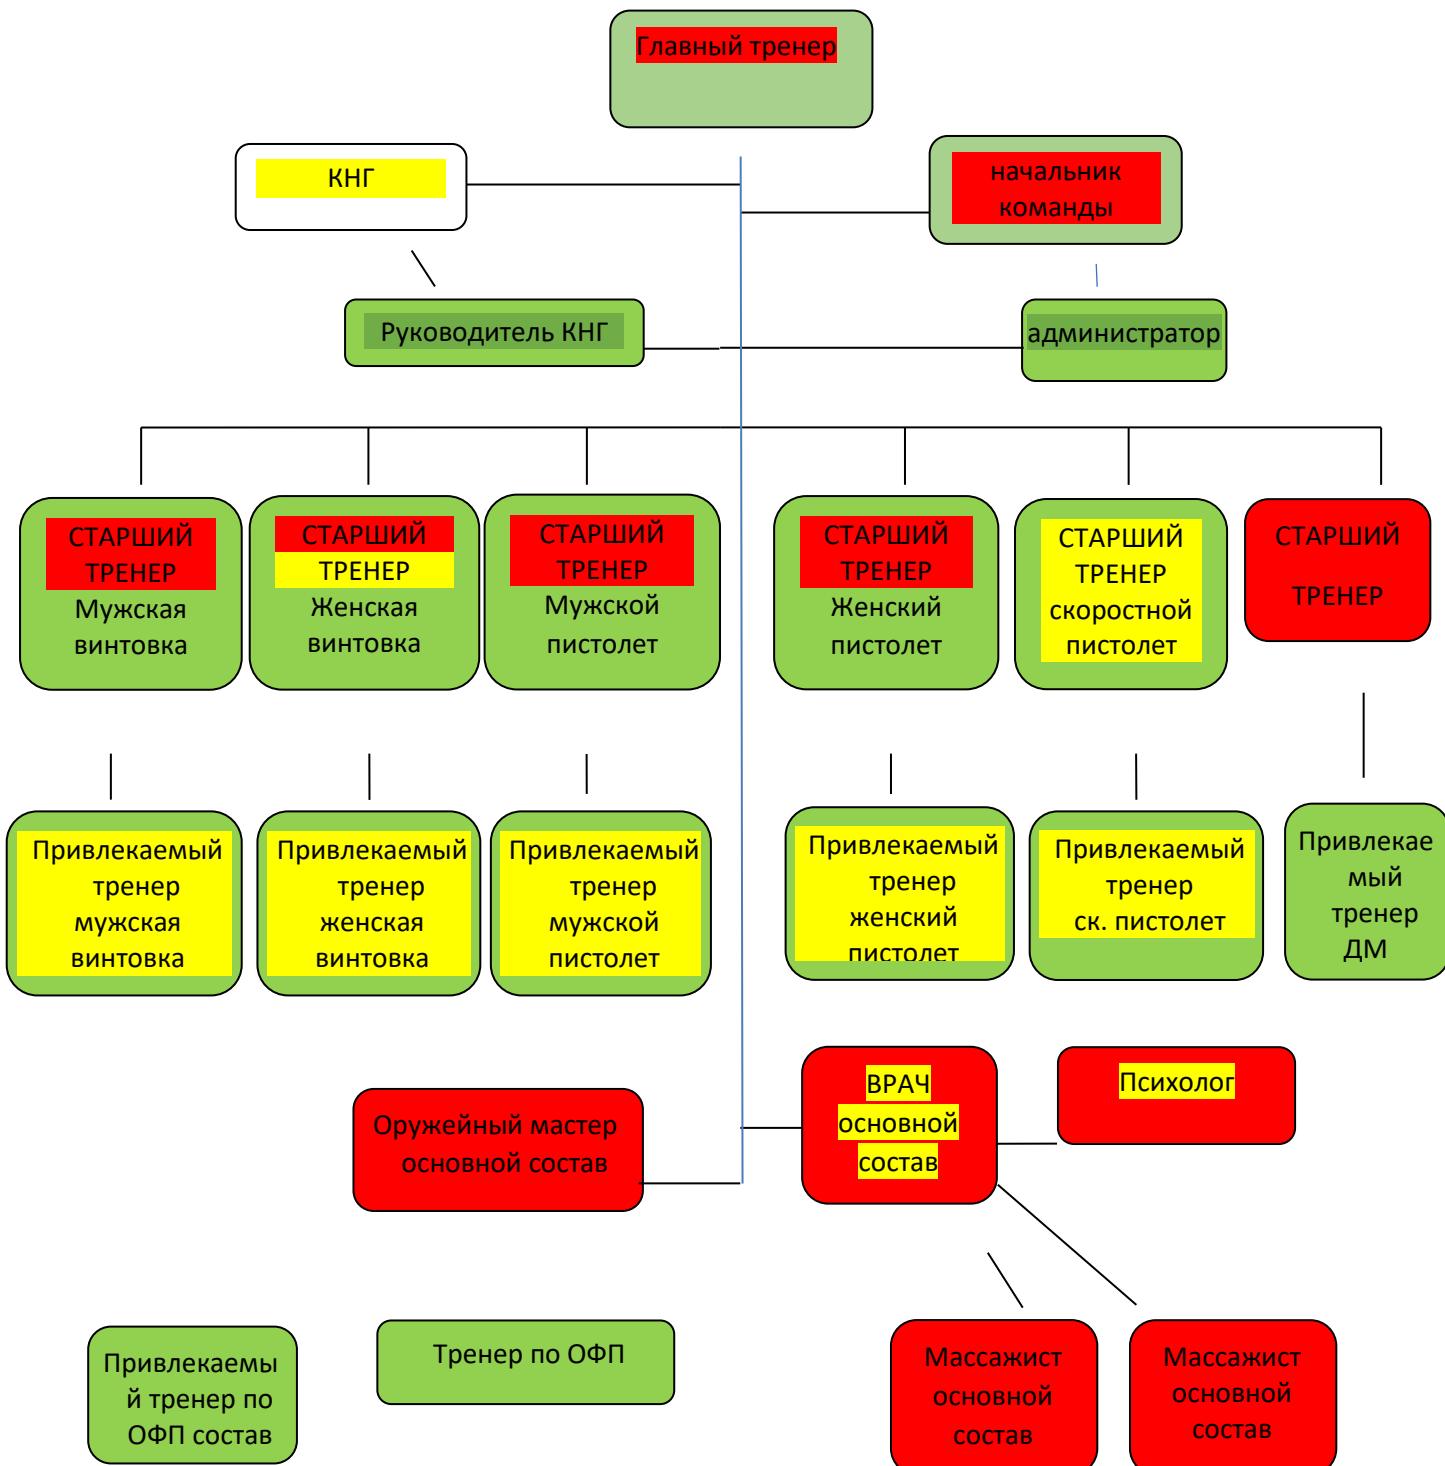 Главный тренер
КНГ
начальник
команды
Руководитель КНГ
администратор
СТАРШИЙ
ТРЕНЕР
Мужская
винтовка
СТАРШИЙ
ТРЕНЕР
Женская
винтовка
СТАРШИЙ
ТРЕНЕР
Мужской
пистолет
СТАРШИЙ
ТРЕНЕР
Женский
пистолет
СТАРШИЙ
ТРЕНЕР
скоростной
пистолет
СТАРШИЙ
ТРЕНЕР
Привлекаемый
тренер
мужская
винтовка
Привлекаемый
тренер
женская
винтовка
Привлекаемый
тренер
мужской
пистолет
Привлекаемый
тренер
женский
пистолет
Привлекаемый
тренер
ск. пистолет
Привлекае
мый
тренер
ДМ
Оружейный мастер
основной состав
ВРАЧ
основной
состав
Психолог
Привлекаемы
й тренер по
ОФП состав
Тренер по ОФП
Массажист
основной
состав
Массажист
основной
состав